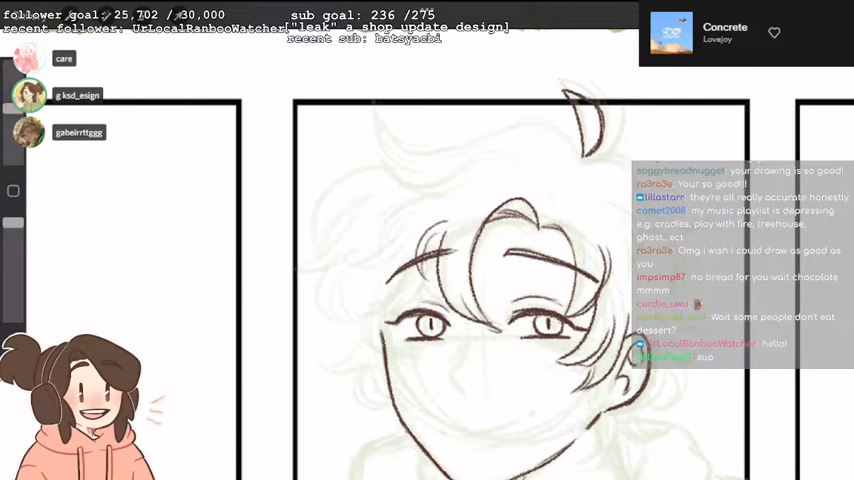 follower goal: 25,702 / 30,000
sub goal: 236 /275
recent follower: UrLocalRanbooWatcher
["leak" a shop update design]
recent sub: batsyacbi
Concrete
Lovejoy
care
g ksd_esign
gabeirrttggg
soggybreadnugget: your drawing is so good!
ra3ra3e: Your so good!!!
lillastarr: they're all really accurate honestly
comet2008: my music playlist is depressing
e.g. cradles, play with fire, treehouse,
ghost...ect
ra3ra3e: Omg I wish I could draw as good as
you
impsimp87: no bread for you wait chocolate
mmmm
curdie_uwu
Wait some people don't eat
dessert?
UrLocalRanbooWatcher: hello!
sup